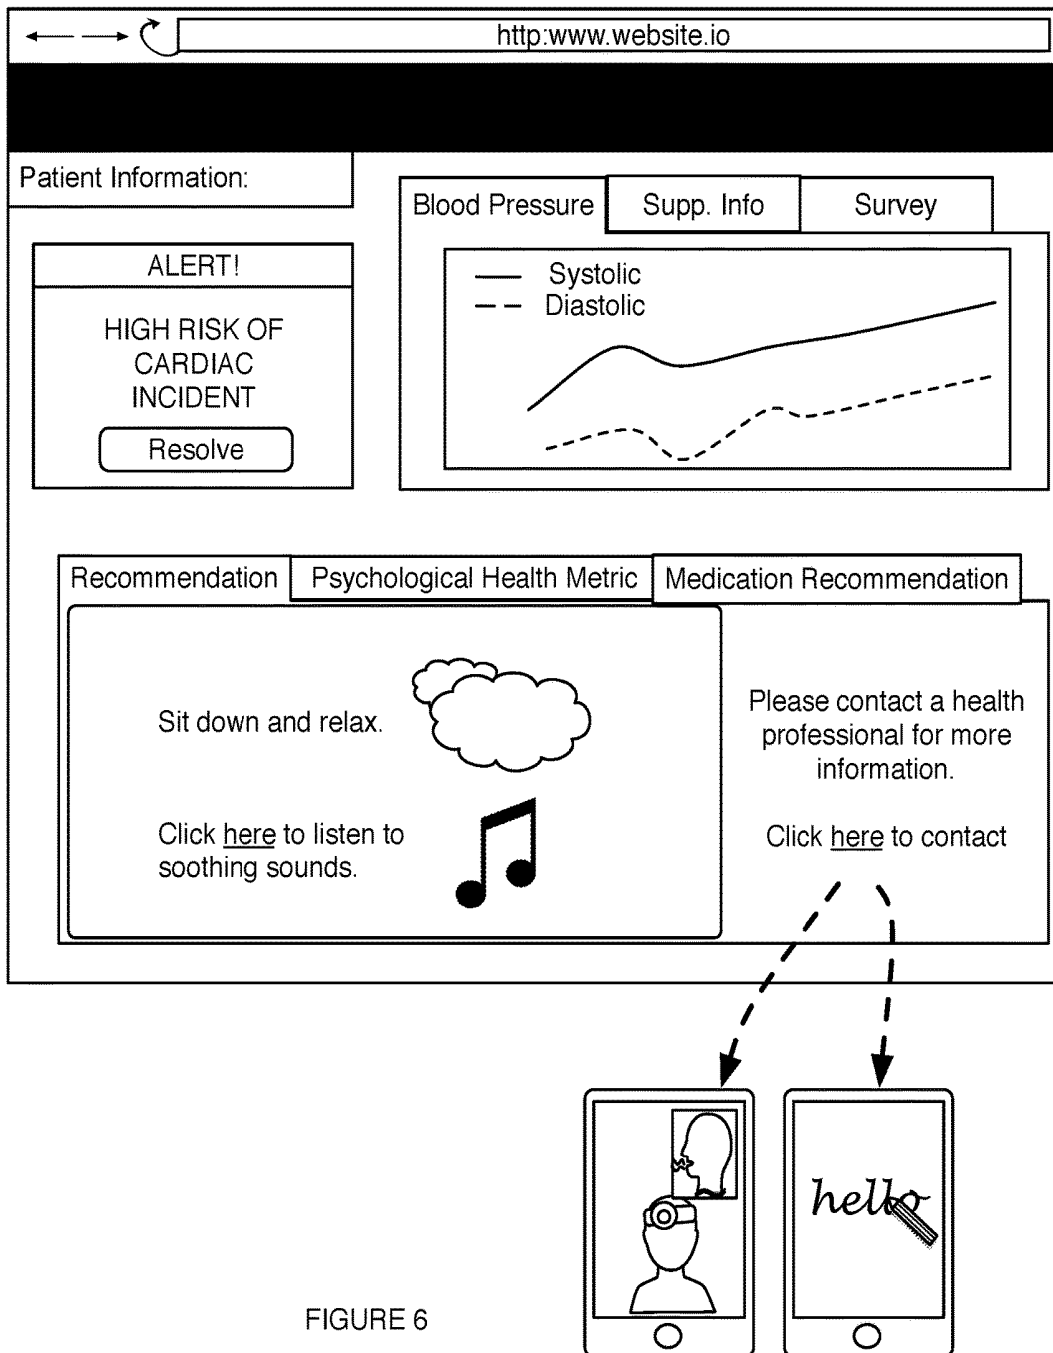 http:www.website.io
Patient Information:
Blood Pressure
Supp. Info
Survey
ALERT!
HIGH RISK OF
CARDIAC
INCIDENT
Resolve
Systolic
Diastolic
Recommendation
Psychological Health Metric
Medication Recommendation
Sit down and relax.
Click here to listen to
soothing sounds.
Please contact a health
professional for more
information.
Click here to contact
hello
FIGURE 6